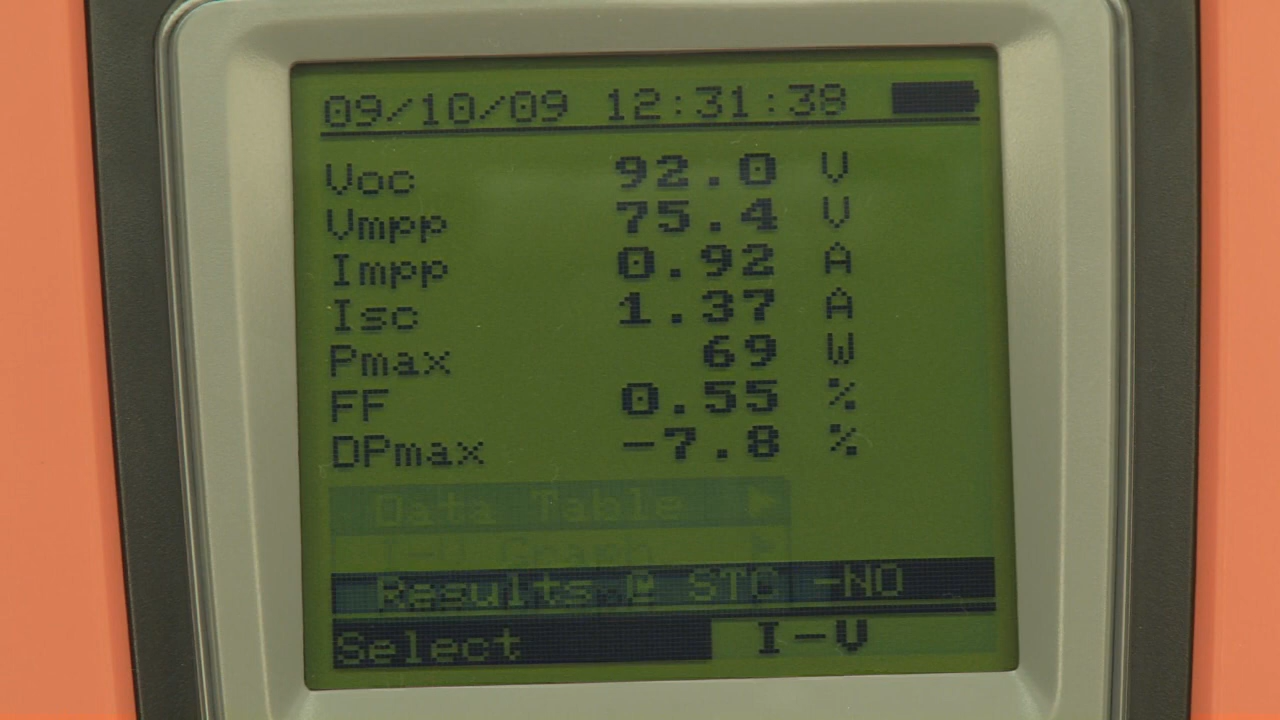 09/10/09 12:31:38
Voc 92.0 V
Vmpp 75.4 V
Impp 0.92 A
Isc 1.37 A
Pmax 69 W
FF 0.55 %
DPmax -7.8 %
Data Table
I-V Graph
Results @ STC -NO
Select I-V